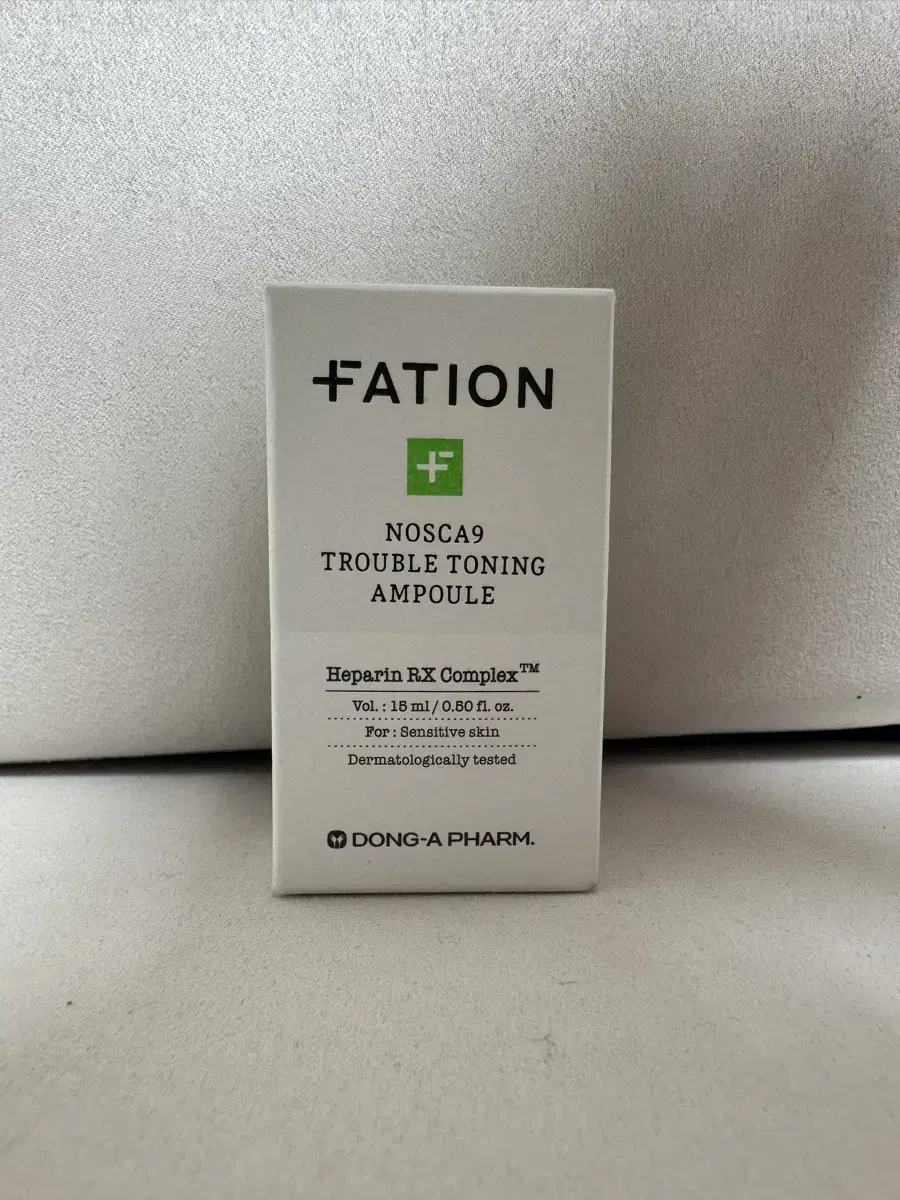 FATION
NOSCA9
TROUBLE TONING
AMPOULE
Heparin RX Complex™
Vol. : 15 ml / 0.50 fl. oz.
For : Sensitive skin
Dermatologically tested
DONG-A PHARM.